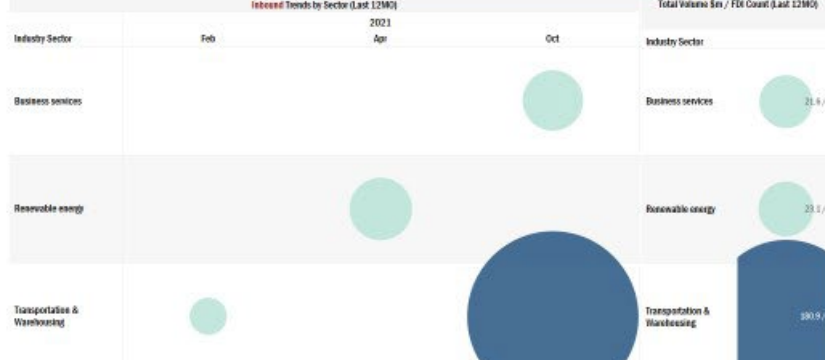 Inbound Trends by Sector (Last 12MO)
Total Volume $m / FDI Count (Last 12MO)
2021
Industry Sector
Feb
Apr
Oct
Industry Sector
Business services
Business services
21.6 /
Renewable energy
Renewable energy
23.1 /
Transportation &
Warehousing
Transportation &
Warehousing
180.9 /